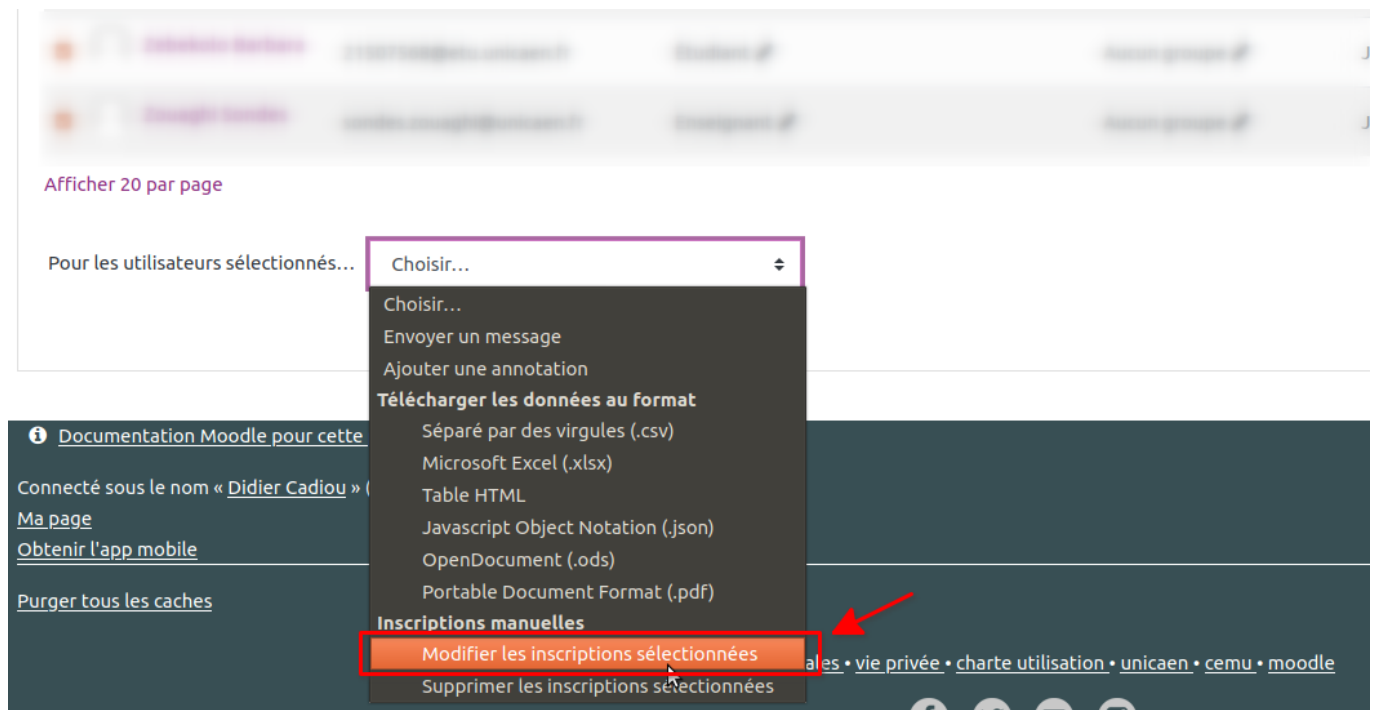 Afficher 20 par page
Pour les utilisateurs sélectionnés...
Choisir...
Choisir...
Envoyer un message
Ajouter une annotation
Télécharger les données au format
Séparé par des virgules (.csv)
Microsoft Excel (.xlsx)
Table HTML
Javascript Object Notation (.json)
OpenDocument (.ods)
Portable Document Format (.pdf)
Inscriptions manuelles
Modifier les inscriptions sélectionnées
Supprimer les inscriptions sélectionnées
Documentation Moodle pour cette
Connecté sous le nom « Didier Cadiou » (
Ma page
Obtenir l'app mobile
Purger tous les caches
ales • vie privée • charte utilisation • unicaen • cemu • moodle